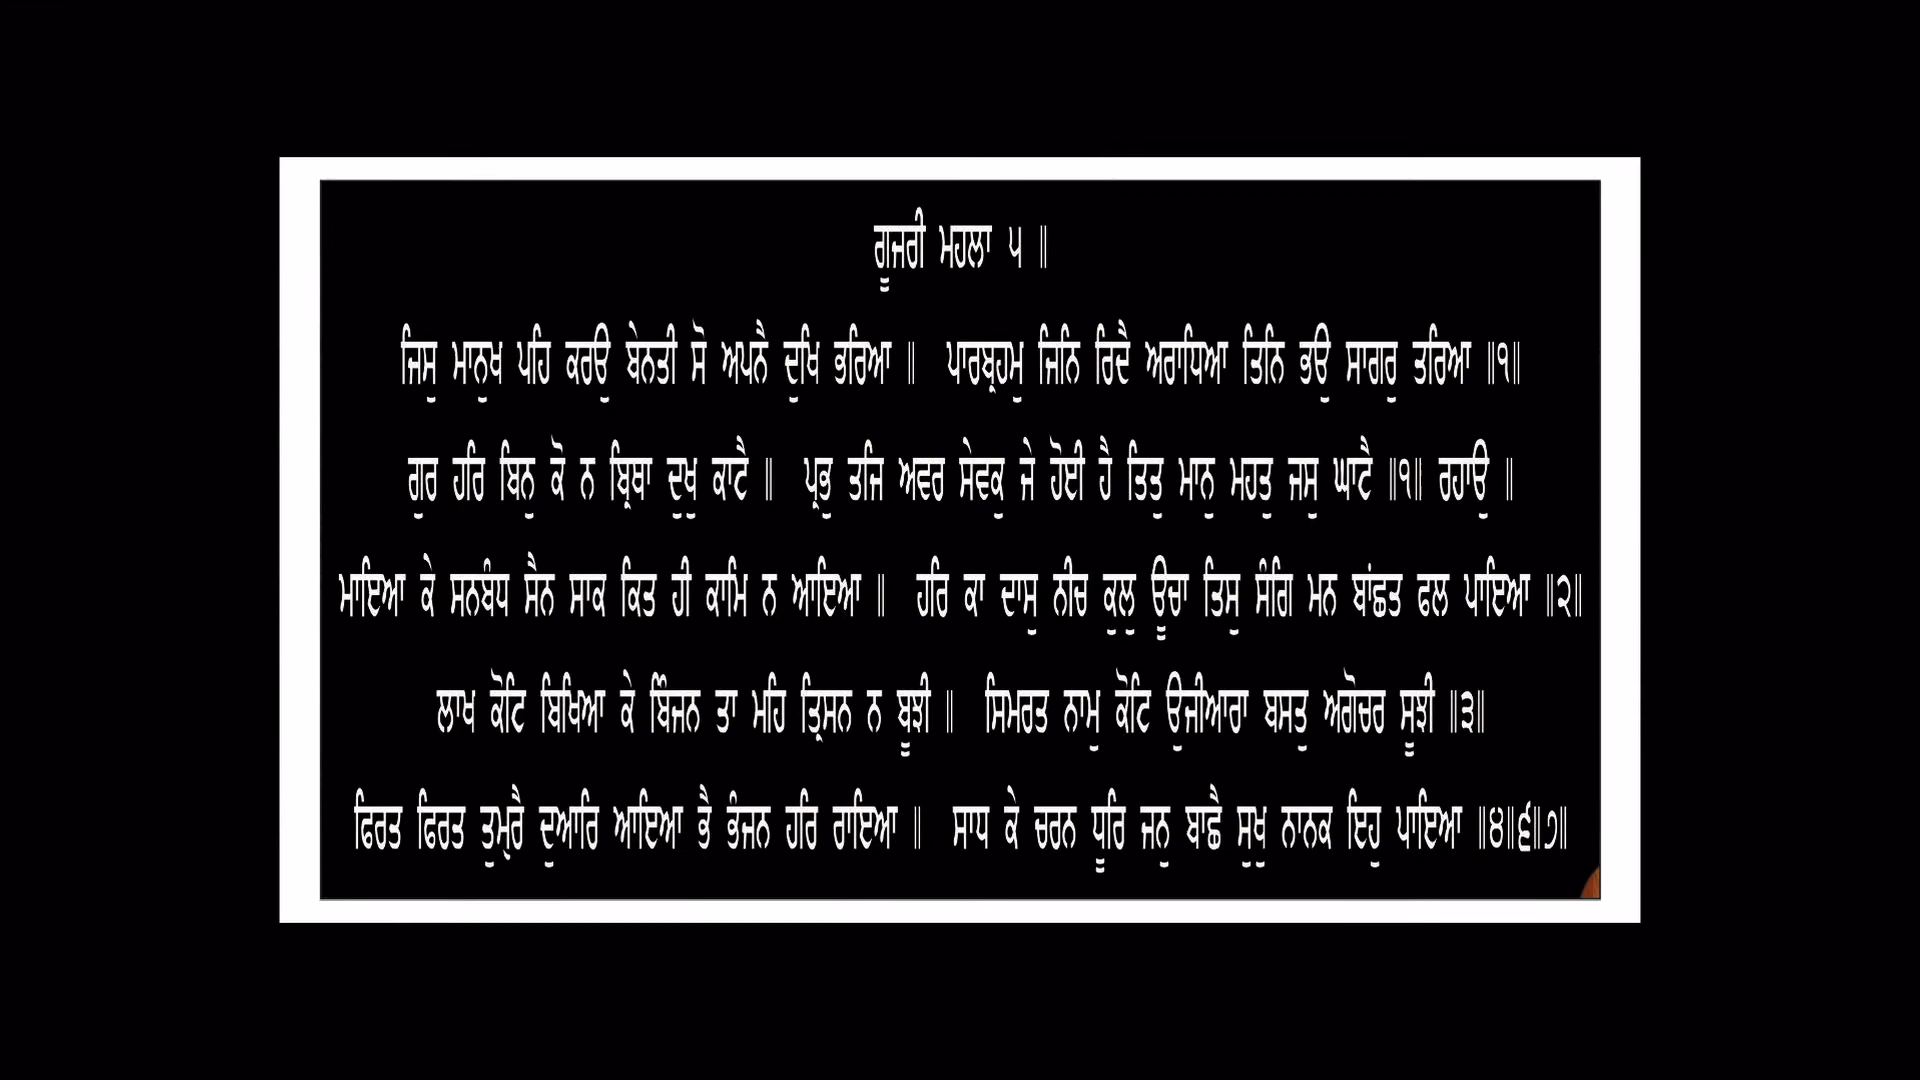 ਗੂਜਰੀ ਮਹਲਾ ੫ ॥
ਜਿਸੁ ਮਾਨੁਖ ਪਹਿ ਕਰਉ ਬੇਨਤੀ ਸੋ ਅਪਨੈ ਦੁਖਿ ਭਰਿਆ ॥ ਪਾਰਬ੍ਰਹਮੁ ਜਿਨਿ ਰਿਦੈ ਅਰਾਧਿਆ ਤਿਨਿ ਭਉ ਸਾਗਰੁ ਤਰਿਆ ॥੧॥
ਗੁਰ ਹਰਿ ਬਿਨੁ ਕੋ ਨ ਬ੍ਰਿਥਾ ਦੁਖੁ ਕਾਟੈ ॥ ਪ੍ਰਭੁ ਤਜਿ ਅਵਰ ਸੇਵਕੁ ਜੇ ਹੋਈ ਹੈ ਤਿਤੁ ਮਾਨੁ ਮਹਤੁ ਜਸੁ ਘਾਟੈ ॥੧॥ ਰਹਾਉ ॥
ਮਾਇਆ ਕੇ ਸਨਬੰਧ ਸੈਨ ਸਾਕ ਕਿਤ ਹੀ ਕਾਮਿ ਨ ਆਇਆ ॥ ਹਰਿ ਕਾ ਦਾਸੁ ਨੀਚ ਕੁਲੁ ਊਚਾ ਤਿਸੁ ਸੰਗਿ ਮਨ ਬਾਂਛਤ ਫਲ ਪਾਇਆ ॥੨॥
ਲਾਖ ਕੋਟਿ ਬਿਖਿਆ ਕੇ ਬਿੰਜਨ ਤਾ ਮਹਿ ਤ੍ਰਿਸਨ ਨ ਬੂਝੀ ॥ ਸਿਮਰਤ ਨਾਮੁ ਕੋਟਿ ਉਜੀਆਰਾ ਬਸਤੁ ਅਗੋਚਰ ਸੂਝੀ ॥੩॥
ਫਿਰਤ ਫਿਰਤ ਤੁਮ੍ਹਰੈ ਦੁਆਰਿ ਆਇਆ ਭੈ ਭੰਜਨ ਹਰਿ ਰਾਇਆ ॥ ਸਾਧ ਕੇ ਚਰਨ ਧੂਰਿ ਜਨੁ ਬਾਛੈ ਸੁਖੁ ਨਾਨਕ ਇਹੁ ਪਾਇਆ ॥੪॥੬॥੭॥